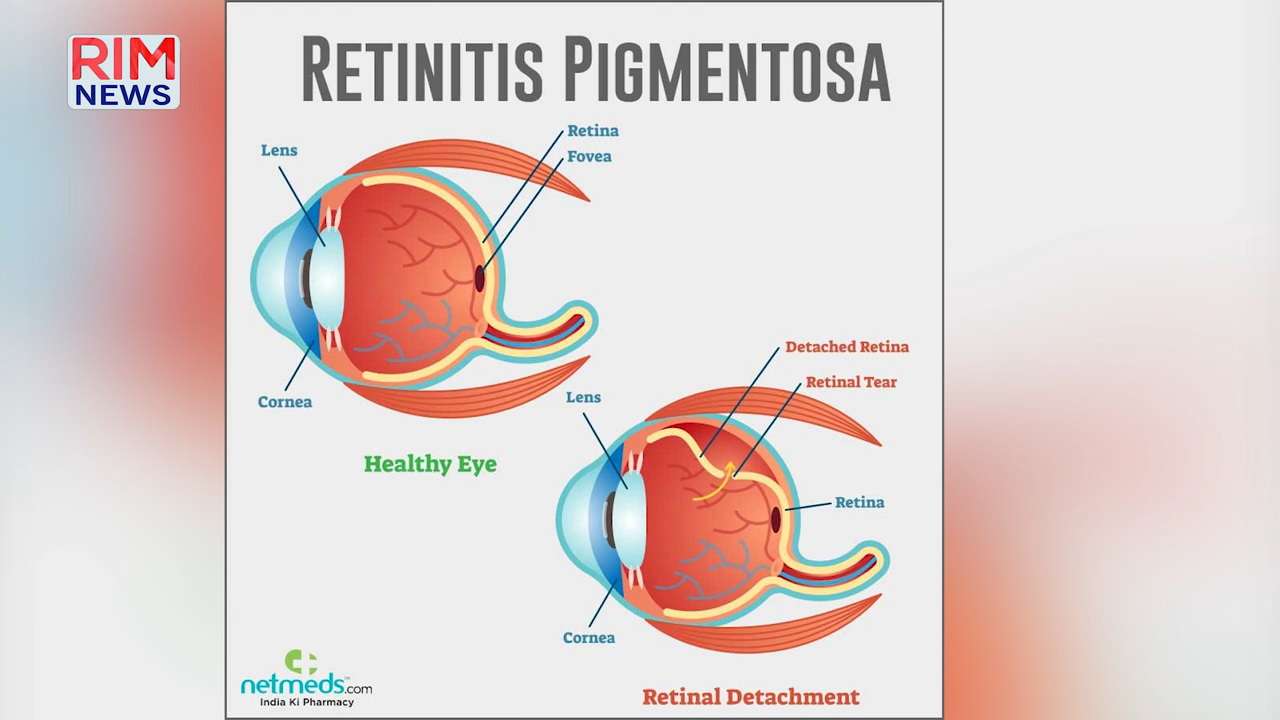 RIM
NEWS
RETINITIS PIGMENTOSA
Lens
Retina
Fovea
Cornea
Healthy Eye
Detached Retina
Retinal Tear
Lens
Retina
Cornea
Retinal Detachment
netmeds.com
India Ki Pharmacy